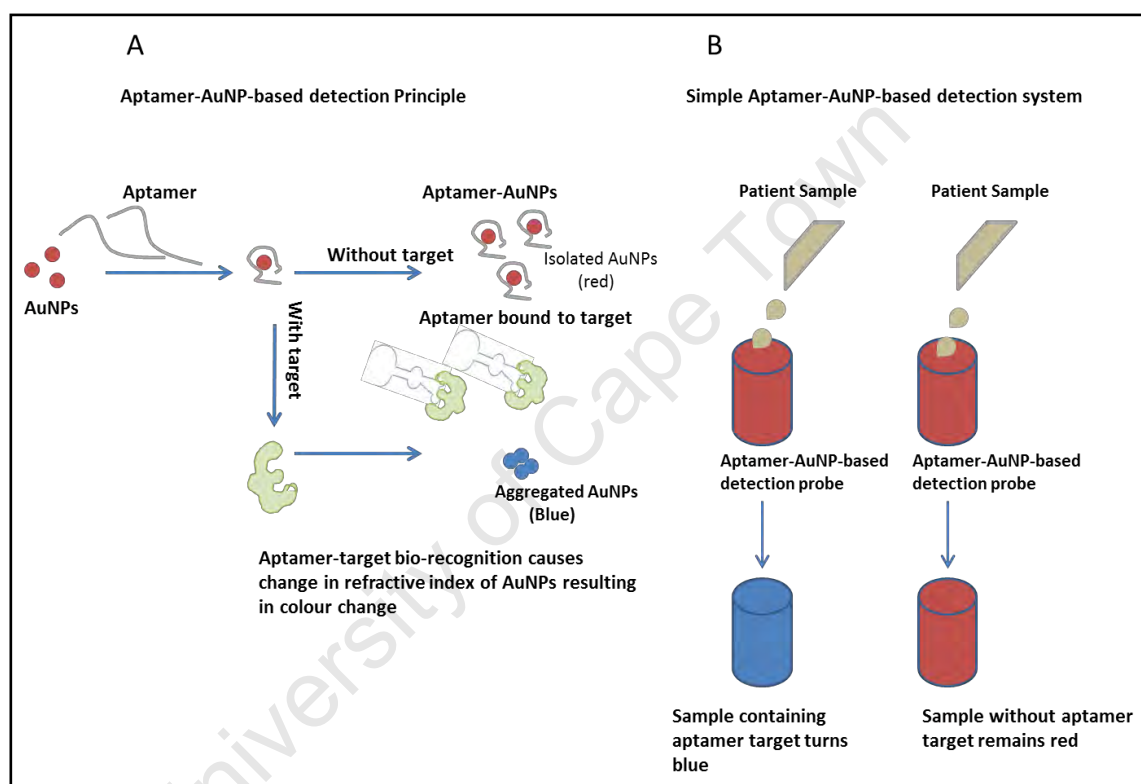 A
Aptamer-AuNP-based detection Principle
Aptamer
AuNPs
Without target
With target
Aptamer-AuNPs
Isolated AuNPs
(red)
Aptamer bound to target
Aggregated AuNPs
(Blue)
Aptamer-target bio-recognition causes
change in refractive index of AuNPs resulting
in colour change
B
Simple Aptamer-AuNP-based detection system
Patient Sample
Patient Sample
Aptamer-AuNP-based
detection probe
Aptamer-AuNP-based
detection probe
Sample containing
aptamer target turns
blue
Sample without aptamer
target remains red
University of Cape Town